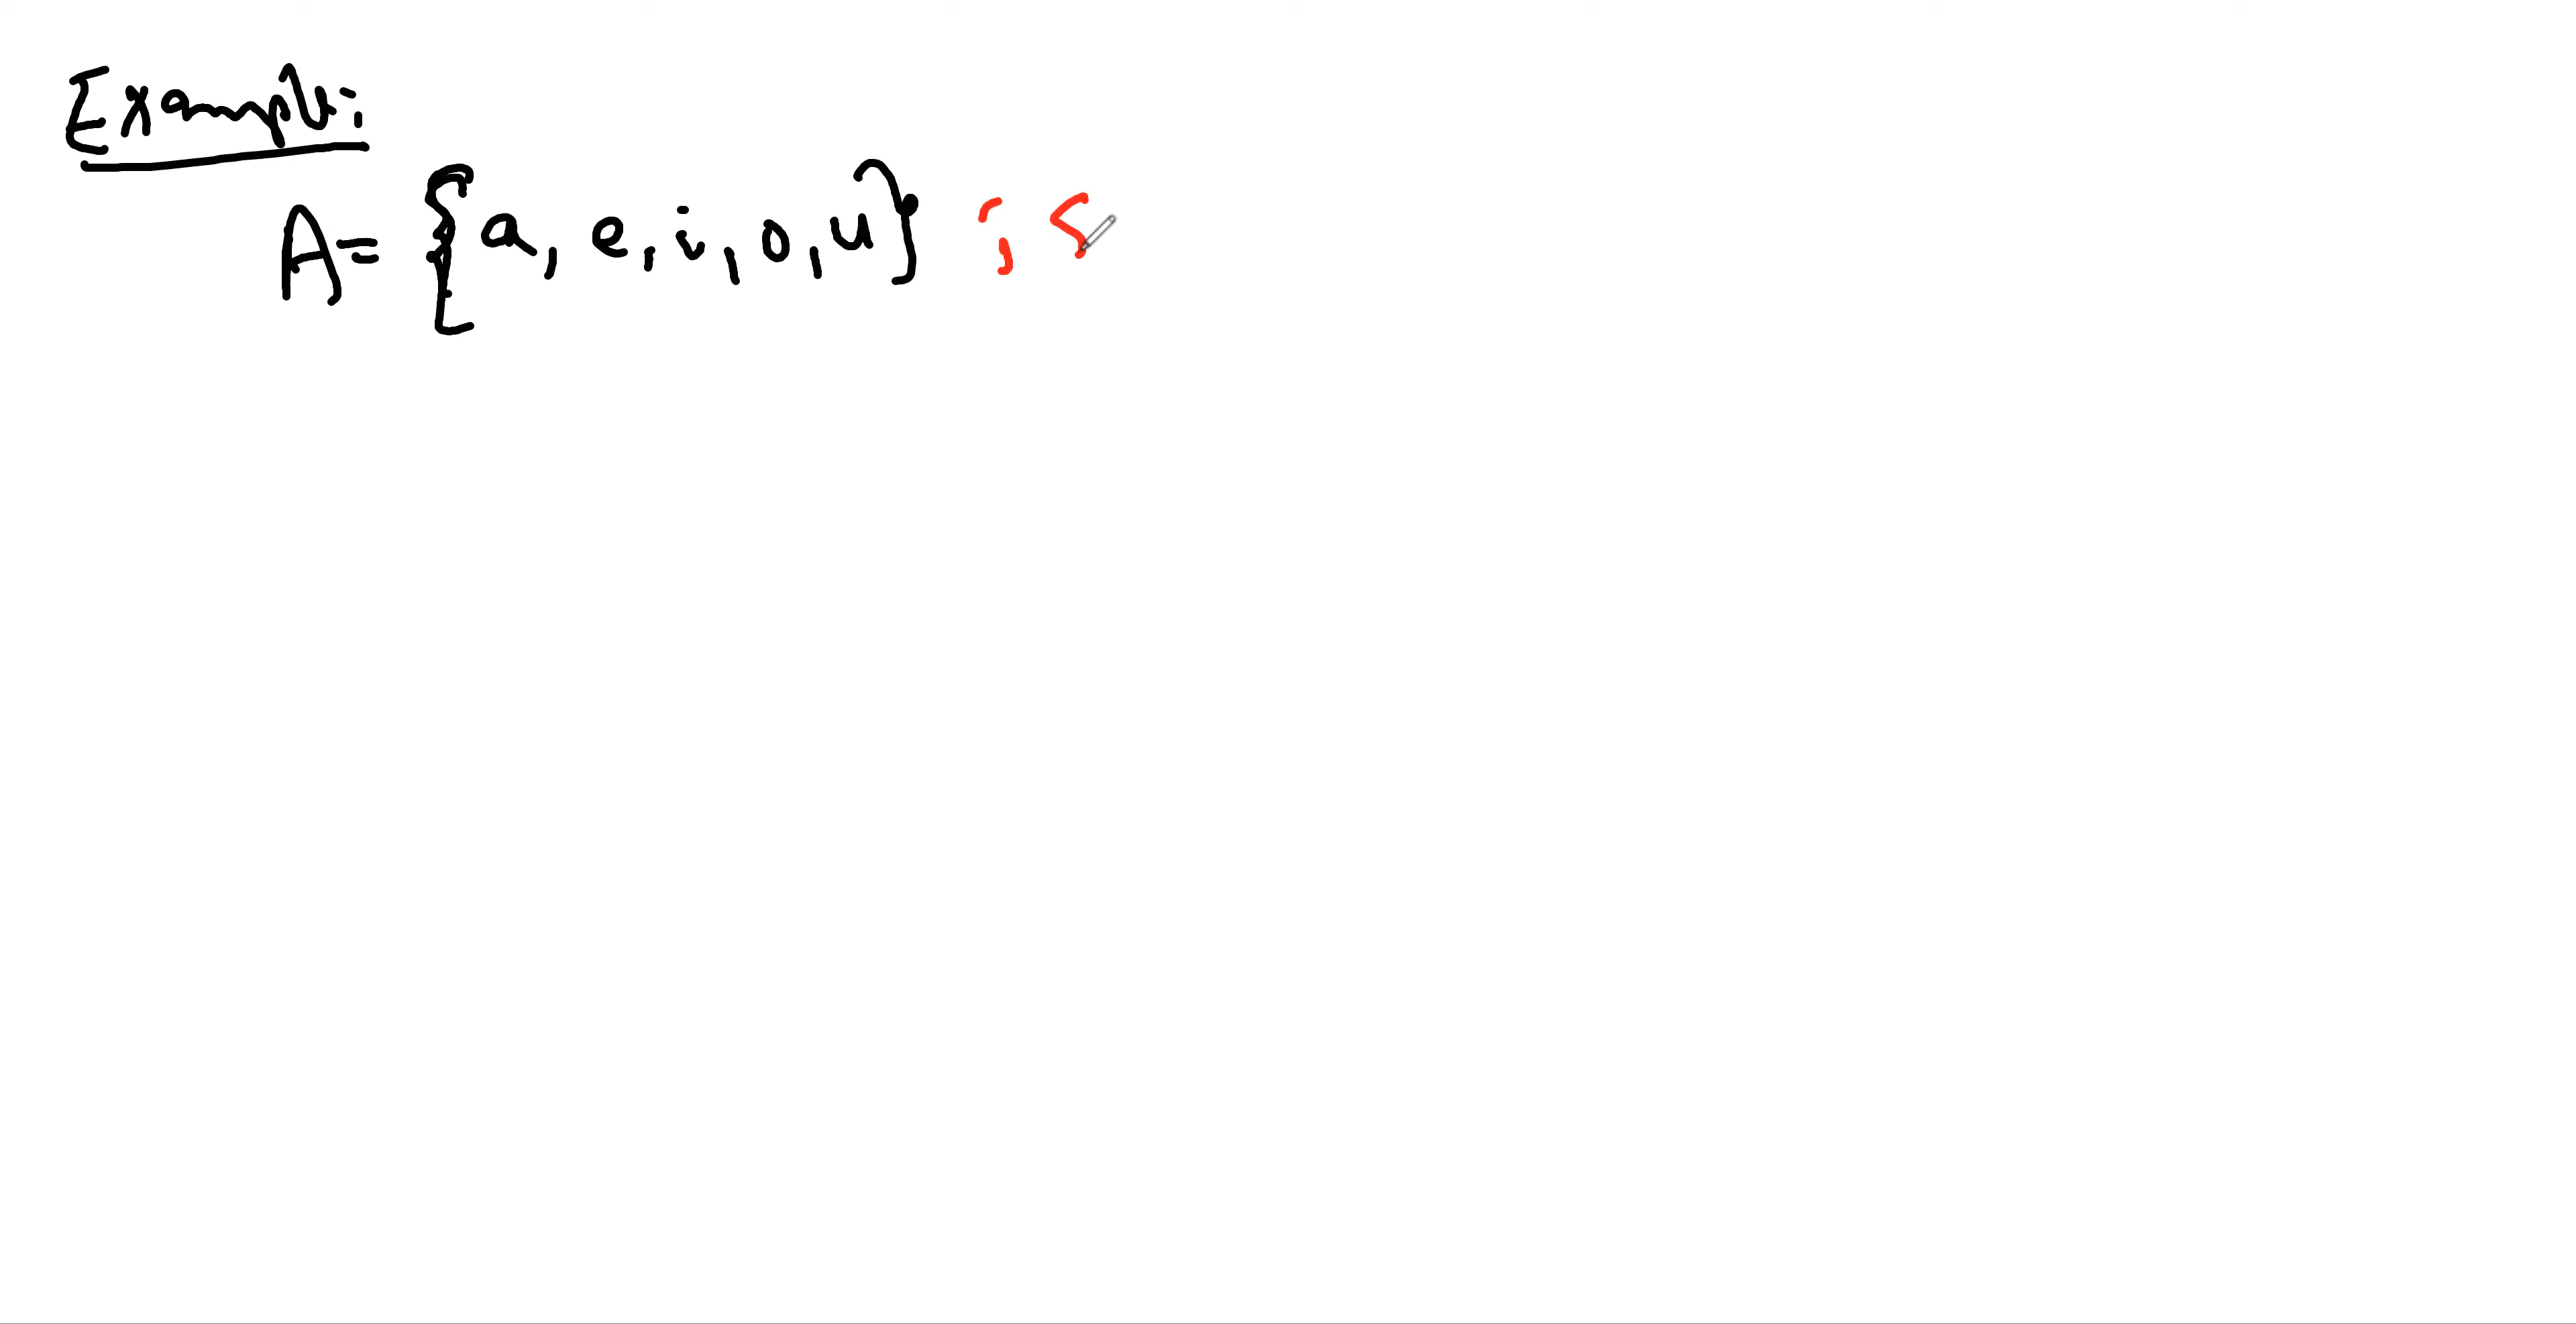 Example:
A = {a, e, i, o, u} ; S